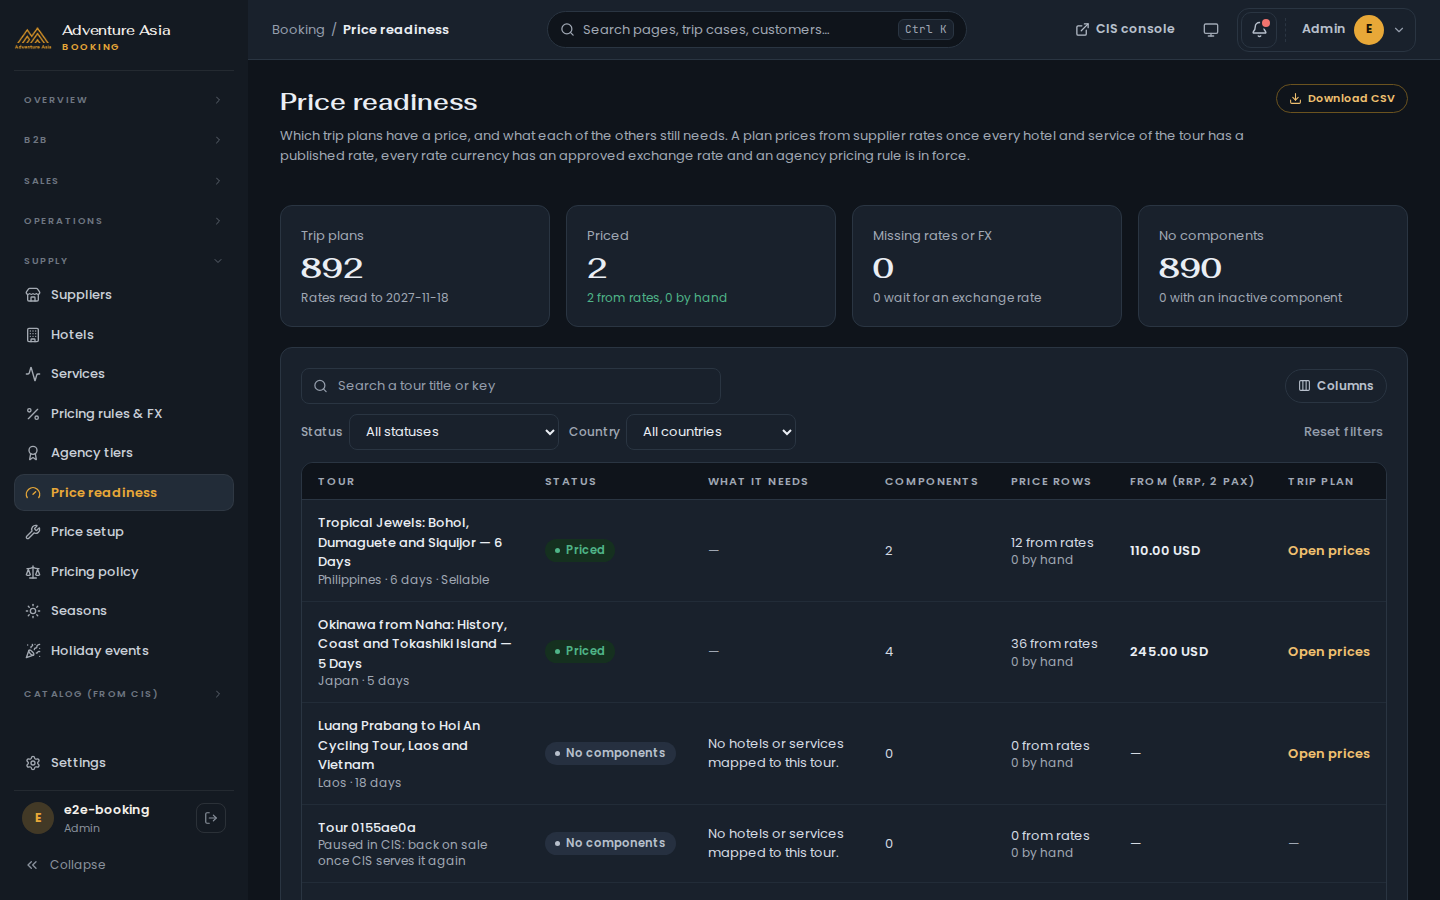 Adventure Asia
BOOKING
Adventure Asia
Booking / Price readiness
Search pages, trip cases, customers...
Ctrl K
CIS console
Admin
E
OVERVIEW
B2B
SALES
OPERATIONS
SUPPLY
Suppliers
Hotels
Services
Pricing rules & FX
Agency tiers
Price readiness
Price setup
Pricing policy
Seasons
Holiday events
CATALOG (FROM CIS)
Settings
E
e2e-booking
Admin
Collapse
Price readiness
Download CSV
Which trip plans have a price, and what each of the others still needs. A plan prices from supplier rates once every hotel and service of the tour has a
published rate, every rate currency has an approved exchange rate and an agency pricing rule is in force.
Trip plans
892
Rates read to 2027-11-18
Priced
2
2 from rates, 0 by hand
Missing rates or FX
0
0 wait for an exchange rate
No components
890
0 with an inactive component
Search a tour title or key
Columns
Status
All statuses
Country
All countries
Reset filters
TOUR STATUS WHAT IT NEEDS COMPONENTS PRICE ROWS FROM (RRP, 2 PAX) TRIP PLAN
Tropical Jewels: Bohol,
Dumaguete and Siquijor — 6
Days
Philippines · 6 days · Sellable
Priced
—
2
12 from rates
0 by hand
110.00 USD
Open prices
Okinawa from Naha: History,
Coast and Tokashiki Island —
5 Days
Japan · 5 days
Priced
—
4
36 from rates
0 by hand
245.00 USD
Open prices
Luang Prabang to Hoi An
Cycling Tour, Laos and
Vietnam
Laos · 18 days
No components
No hotels or services
mapped to this tour.
0
0 from rates
0 by hand
—
Open prices
Tour 0155ae0a
Paused in CIS: back on sale
once CIS serves it again
No components
No hotels or services
mapped to this tour.
0
0 from rates
0 by hand
—
—